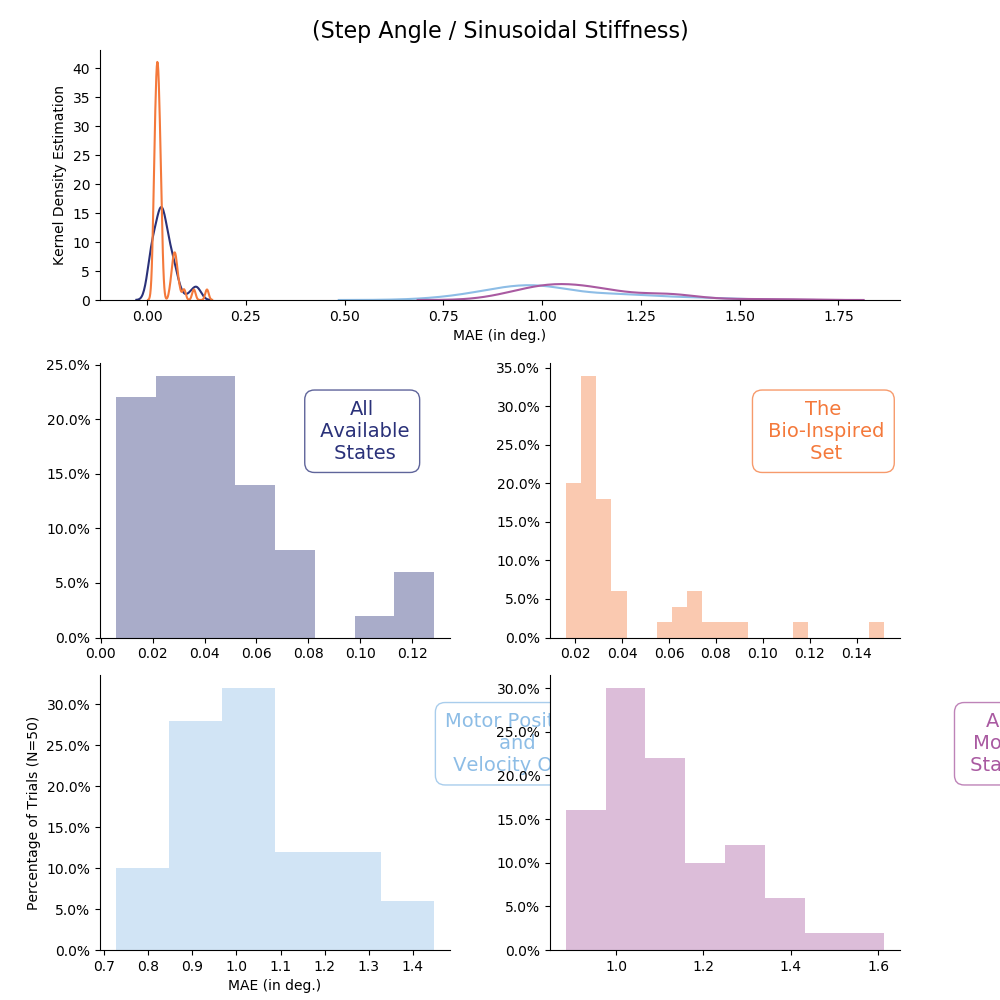 (Step Angle / Sinusoidal Stiffness)
40
35
30
25
20
15
10
5
0
Kernel Density Estimation
0.00 0.25 0.50 0.75 1.00 1.25 1.50 1.75
MAE (in deg.)
25.0%
20.0%
15.0%
10.0%
5.0%
0.0%
0.00 0.02 0.04 0.06 0.08 0.10 0.12
All
Available
States
35.0%
30.0%
25.0%
20.0%
15.0%
10.0%
5.0%
0.0%
0.02 0.04 0.06 0.08 0.10 0.12 0.14
The
Bio-Inspired
Set
30.0%
25.0%
20.0%
15.0%
10.0%
5.0%
0.0%
Percentage of Trials (N=50)
0.7 0.8 0.9 1.0 1.1 1.2 1.3 1.4
MAE (in deg.)
Motor Posit
and
Velocity O
30.0%
25.0%
20.0%
15.0%
10.0%
5.0%
0.0%
1.0 1.2 1.4 1.6
A
Mo
Sta